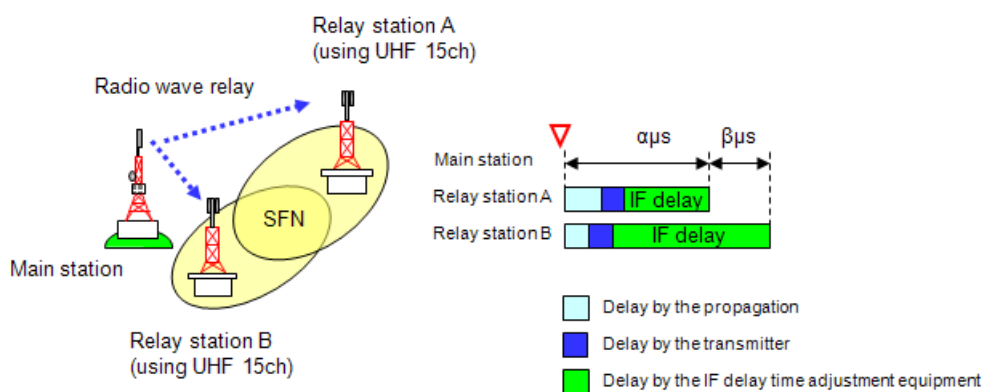 Relay station A
(using UHF 15ch)
Radio wave relay
SFN
Main station
Relay station B
(using UHF 15ch)
αμs
βμs
Main station
Relay station A
IF delay
Relay station B
IF delay
Delay by the propagation
Delay by the transmitter
Delay by the IF delay time adjustment equipment